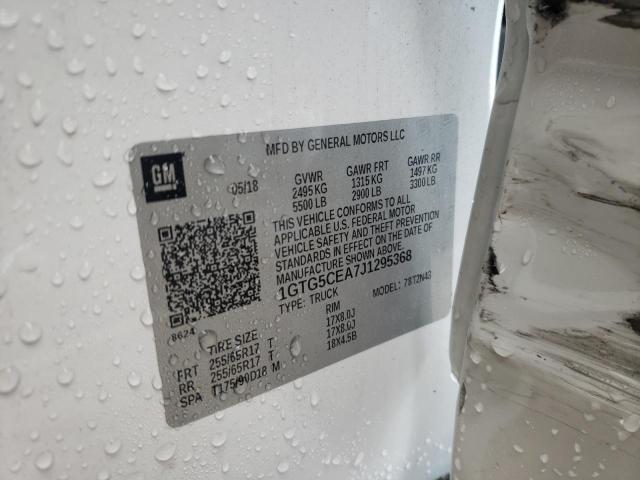 MFD BY GENERAL MOTORS LLC
GM
05/18
GVWR GAWR FRT GAWR RR
2495 KG 1315 KG 1497 KG
5500 LB 2900 LB 3300 LB
THIS VEHICLE CONFORMS TO ALL
APPLICABLE U.S. FEDERAL MOTOR
VEHICLE SAFETY AND THEFT PREVENTION
STANDARDS IN EFFECT ON THE DATE OF
MANUFACTURE SHOWN ABOVE.
1GTG5CEA7J1295368
TYPE: TRUCK MODEL: 78T2N43
8624
TIRE SIZE RIM
FRT 255/65R17 T 17X8.0J
RR 255/65R17 T 17X8.0J
SPA T175/90D18 M 18X4.5B